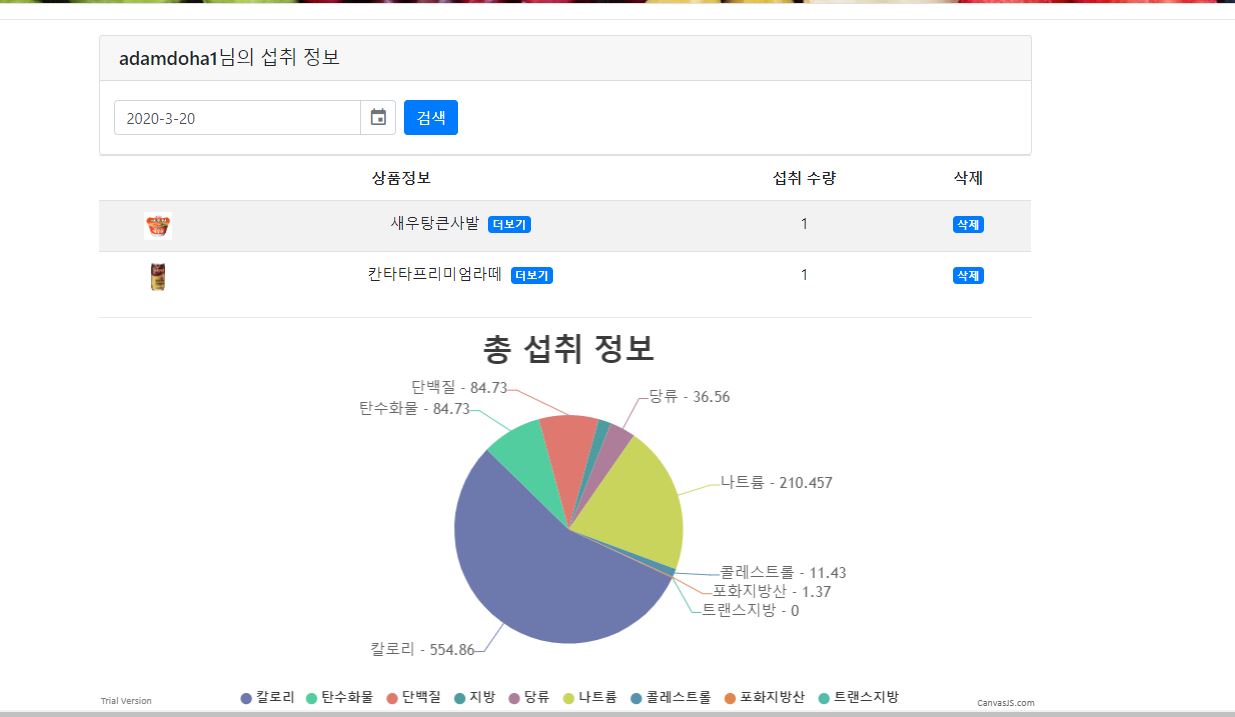 adamdoha1님의 섭취 정보
2020-3-20 검색
상품정보 섭취 수량 삭제
새우탕큰사발 더보기 1 삭제
칸타타프리미엄라떼 더보기 1 삭제
총 섭취 정보
단백질 - 84.73
당류 - 36.56
탄수화물 - 84.73
나트륨 - 210.457
콜레스트롤 - 11.43
포화지방산 - 1.37
트랜스지방 - 0
칼로리 - 554.86
칼로리 탄수화물 단백질 지방 당류 나트륨 콜레스트롤 포화지방산 트랜스지방
Trial Version CanvasJS.com